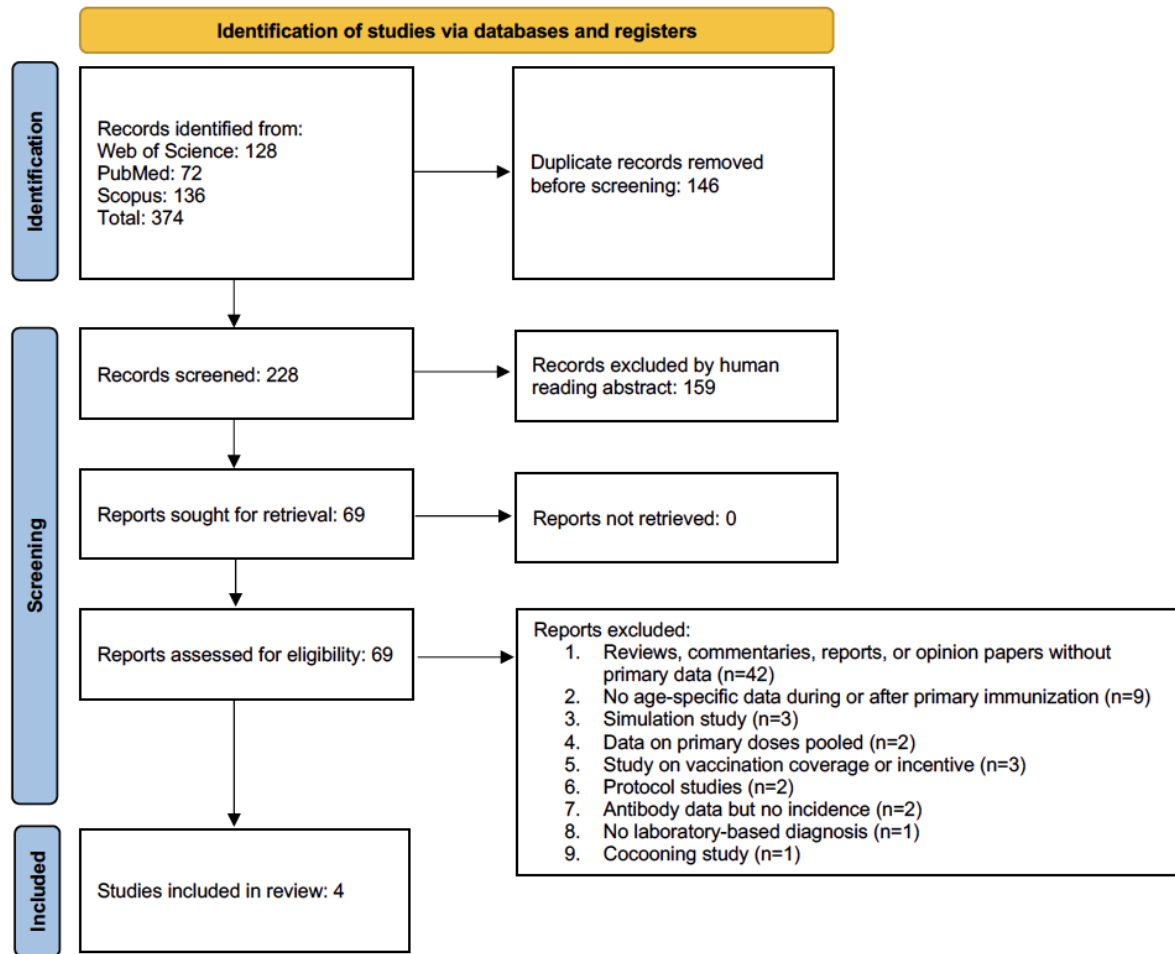 Identification of studies via databases and registers
Identification
Records identified from:
Web of Science: 128
PubMed: 72
Scopus: 136
Total: 374
Duplicate records removed
before screening: 146
Screening
Records screened: 228
Records excluded by human
reading abstract: 159
Reports sought for retrieval: 69
Reports not retrieved: 0
Reports assessed for eligibility: 69
Reports excluded:
1. Reviews, commentaries, reports, or opinion papers without
primary data (n=42)
2. No age-specific data during or after primary immunization (n=9)
3. Simulation study (n=3)
4. Data on primary doses pooled (n=2)
5. Study on vaccination coverage or incentive (n=3)
6. Protocol studies (n=2)
7. Antibody data but no incidence (n=2)
8. No laboratory-based diagnosis (n=1)
9. Cocooning study (n=1)
Included
Studies included in review: 4